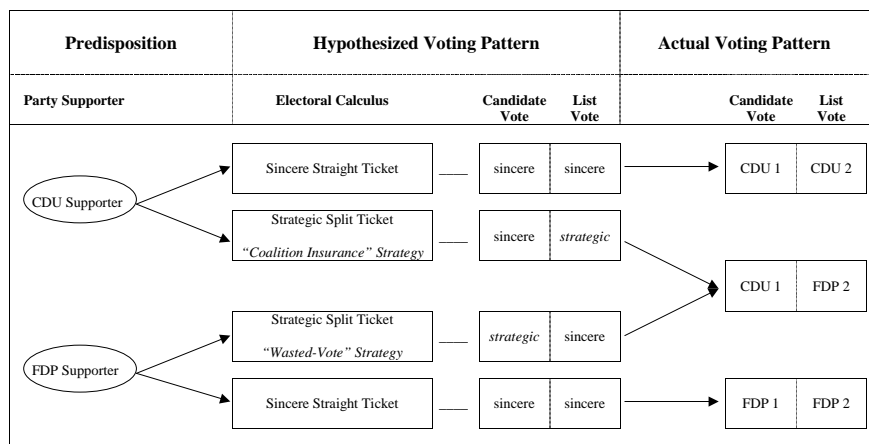 Predisposition Hypothesized Voting Pattern Actual Voting Pattern
Party Supporter Electoral Calculus Candidate Vote List Vote Candidate Vote List Vote
Sincere Straight Ticket sincere sincere CDU 1 CDU 2
CDU Supporter
Strategic Split Ticket
“Coalition Insurance” Strategy
sincere strategic
CDU 1 FDP 2
Strategic Split Ticket
“Wasted-Vote” Strategy
strategic sincere
FDP Supporter
Sincere Straight Ticket sincere sincere FDP 1 FDP 2